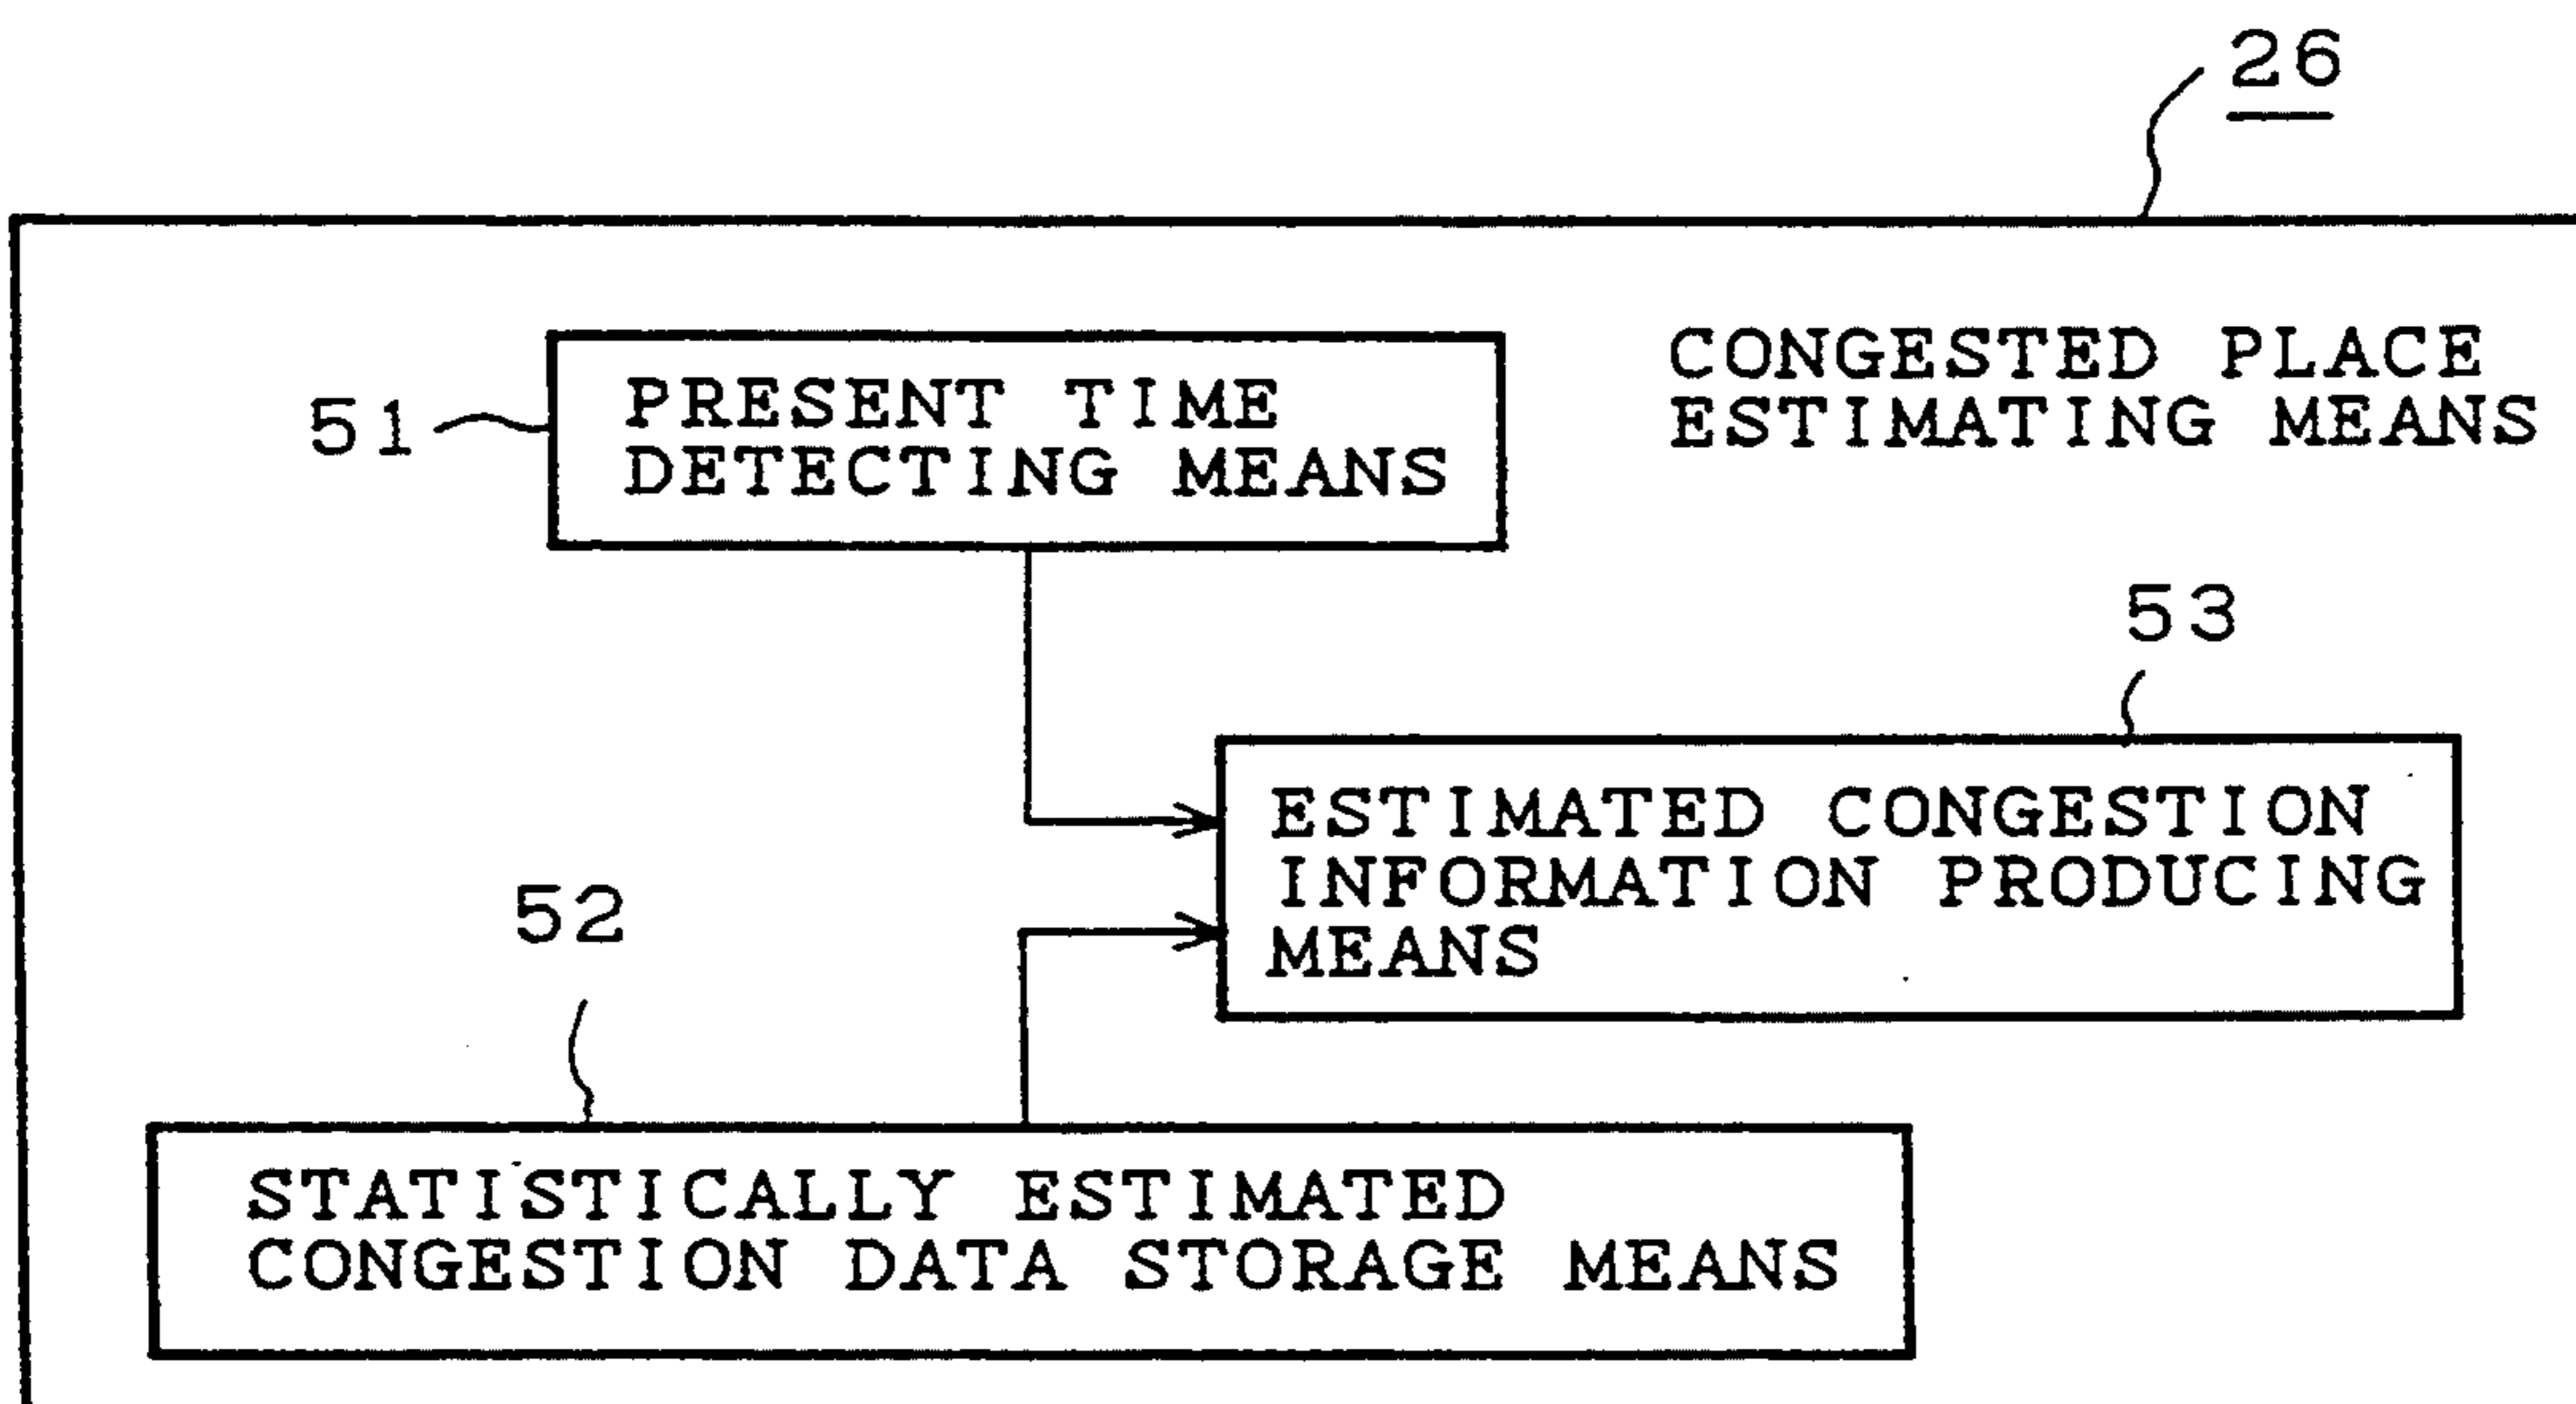 26
CONGESTED PLACE
ESTIMATING MEANS
51
PRESENT TIME
DETECTING MEANS
53
ESTIMATED CONGESTION
INFORMATION PRODUCING
MEANS
52
STATISTICALLY ESTIMATED
CONGESTION DATA STORAGE MEANS